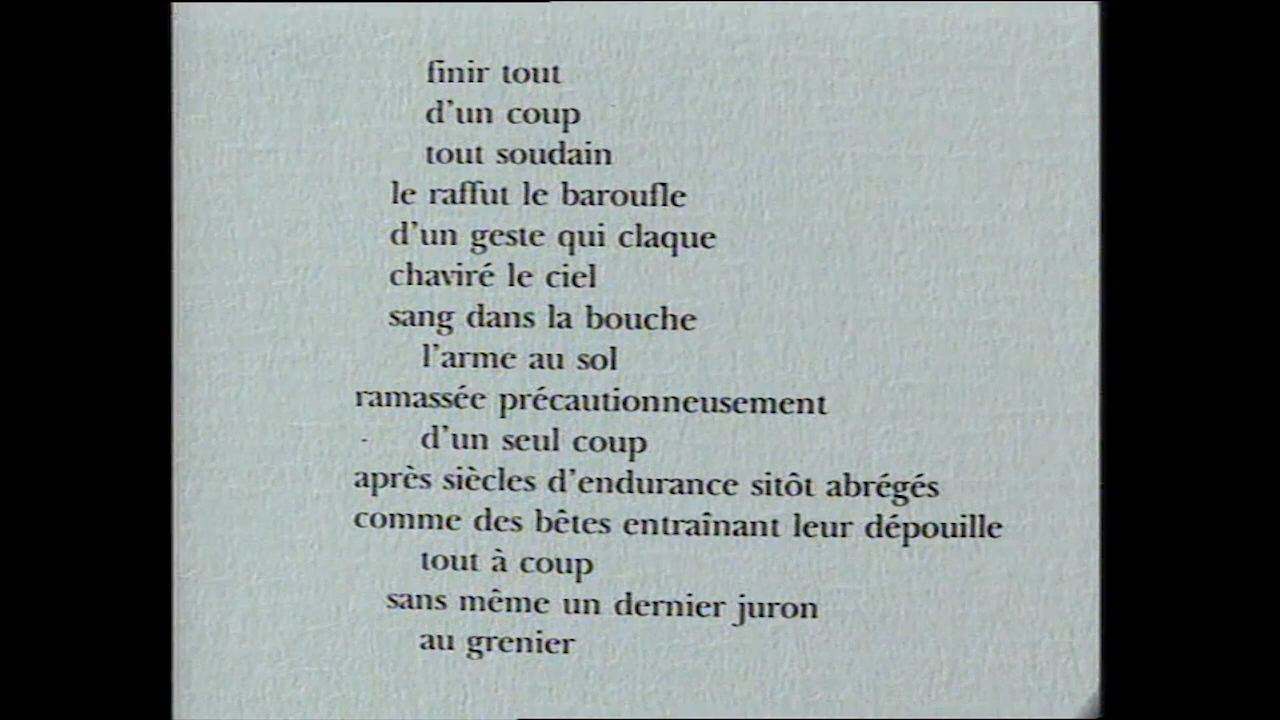 finir tout
d'un coup
tout soudain
le raffut le baroufle
d'un geste qui claque
chaviré le ciel
sang dans la bouche
l'arme au sol
ramassée précautionneusement
d'un seul coup
après siècles d'endurance sitôt abrégés
comme des bêtes entraînant leur dépouille
tout à coup
sans même un dernier juron
au grenier